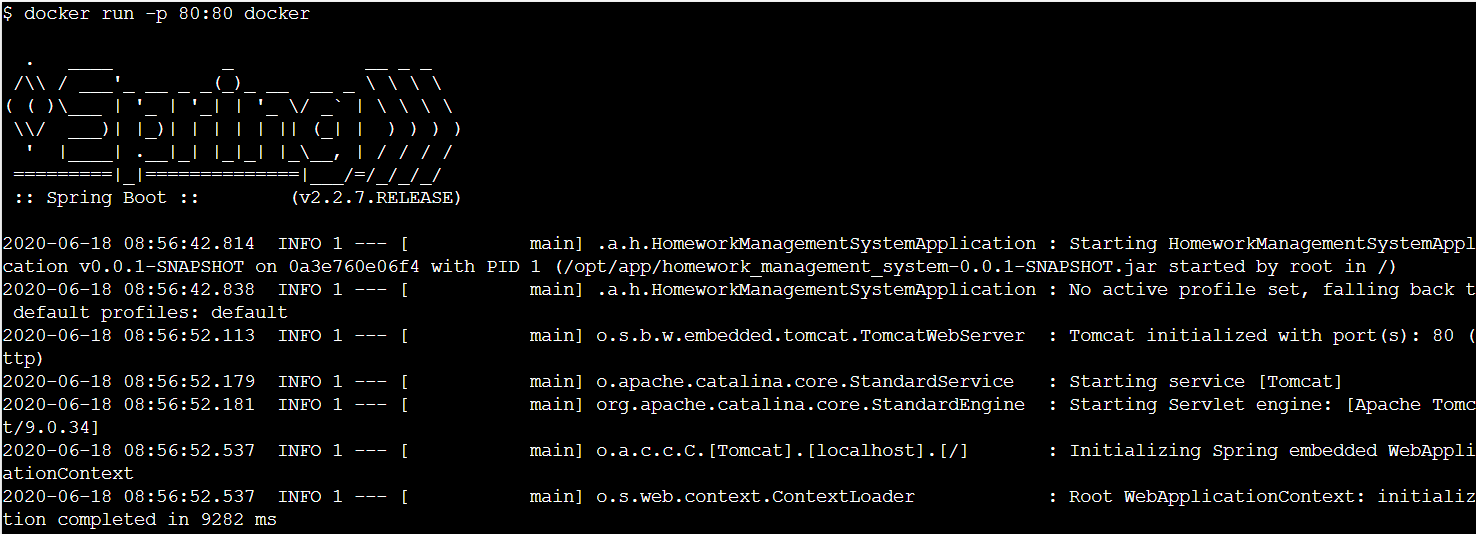 $ docker run -p 80:80 docker
  .   ____          _            __ _ _
 /\\ / ___'_ __ _ _(_)_ __  __ _ \ \ \ \
( ( )\___ | '_ | '_| | '_ \/ _` | \ \ \ \
 \\/  ___)| |_)| | | | | || (_| |  ) ) ) )
  '  |____| .__|_| |_|_| |_\__, | / / / /
 =========|_|==============|___/=/_/_/_/
 :: Spring Boot ::        (v2.2.7.RELEASE)
2020-06-18 08:56:42.814  INFO 1 --- [           main] .a.h.HomeworkManagementSystemApplication : Starting HomeworkManagementSystemAppl
cation v0.0.1-SNAPSHOT on 0a3e760e06f4 with PID 1 (/opt/app/homework_management_system-0.0.1-SNAPSHOT.jar started by root in /)
2020-06-18 08:56:42.838  INFO 1 --- [           main] .a.h.HomeworkManagementSystemApplication : No active profile set, falling back t
 default profiles: default
2020-06-18 08:56:52.113  INFO 1 --- [           main] o.s.b.w.embedded.tomcat.TomcatWebServer  : Tomcat initialized with port(s): 80 (
ttp)
2020-06-18 08:56:52.179  INFO 1 --- [           main] o.apache.catalina.core.StandardService   : Starting service [Tomcat]
2020-06-18 08:56:52.181  INFO 1 --- [           main] org.apache.catalina.core.StandardEngine  : Starting Servlet engine: [Apache Tomc
t/9.0.34]
2020-06-18 08:56:52.537  INFO 1 --- [           main] o.a.c.c.C.[Tomcat].[localhost].[/]       : Initializing Spring embedded WebAppli
ationContext
2020-06-18 08:56:52.537  INFO 1 --- [           main] o.s.web.context.ContextLoader            : Root WebApplicationContext: initializ
tion completed in 9282 ms